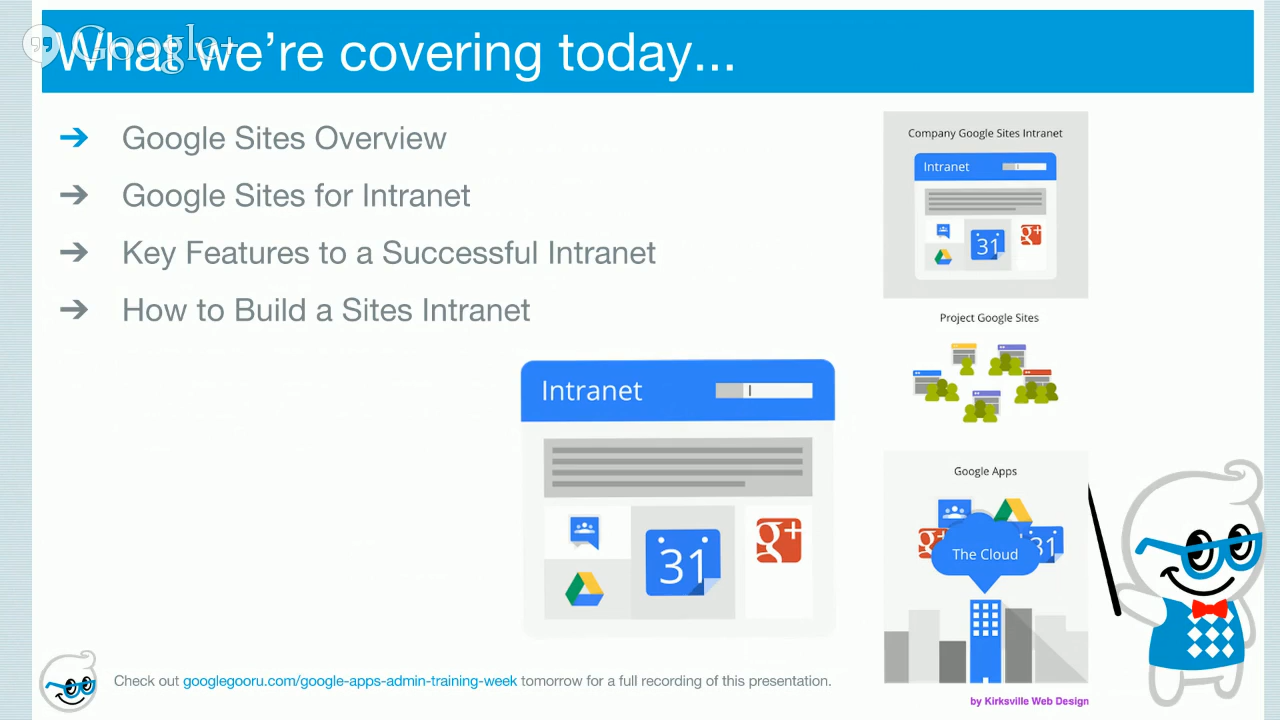 Google+
What we're covering today...
➔ Google Sites Overview
➔ Google Sites for Intranet
➔ Key Features to a Successful Intranet
➔ How to Build a Sites Intranet
Intranet
31
g+
Company Google Sites Intranet
Intranet
31
g+
Project Google Sites
Google Apps
g+
31
The Cloud
Check out googlegooru.com/google-apps-admin-training-week tomorrow for a full recording of this presentation.
by Kirksville Web Design